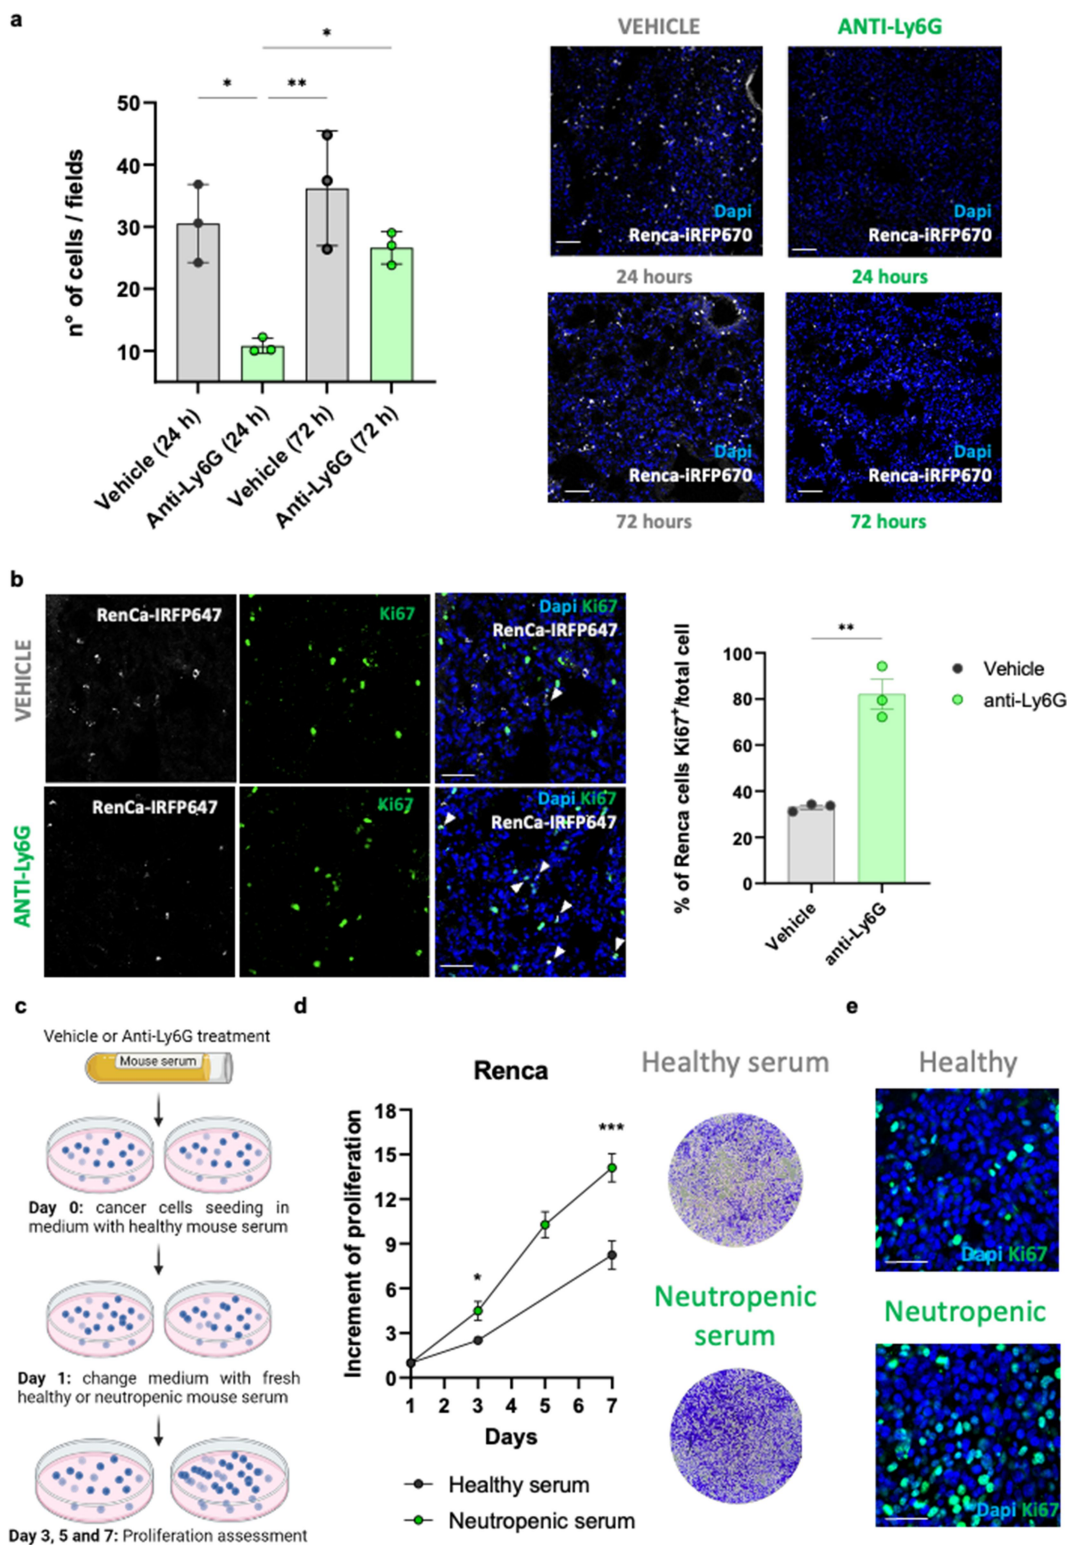 a
VEHICLE
ANTI-Ly6G
*
*
**
50
40
30
20
10
n° of cells / fields
Vehicle (24 h)
Anti-Ly6G (24 h)
Vehicle (72 h)
Anti-Ly6G (72 h)
Dapi
Renca-iRFP670
Dapi
Renca-iRFP670
24 hours
24 hours
Dapi
Renca-iRFP670
Dapi
Renca-iRFP670
72 hours
72 hours
b
VEHICLE
RenCa-IRFP647
Ki67
Dapi Ki67
RenCa-IRFP647
ANTI-Ly6G
RenCa-IRFP647
Ki67
Dapi Ki67
RenCa-IRFP647
% of Renca cells Ki67+/total cell
**
100
80
60
40
20
0
Vehicle
anti-Ly6G
Vehicle
anti-Ly6G
c
Vehicle or Anti-Ly6G treatment
Mouse serum
Day 0: cancer cells seeding in
medium with healthy mouse serum
Day 1: change medium with fresh
healthy or neutropenic mouse serum
Day 3, 5 and 7: Proliferation assessment
d
Renca
Increment of proliferation
18
15
12
9
6
3
0
*
***
1 2 3 4 5 6 7
Days
Healthy serum
Neutropenic serum
Healthy serum
Neutropenic
serum
e
Healthy
Dapi Ki67
Neutropenic
Dapi Ki67